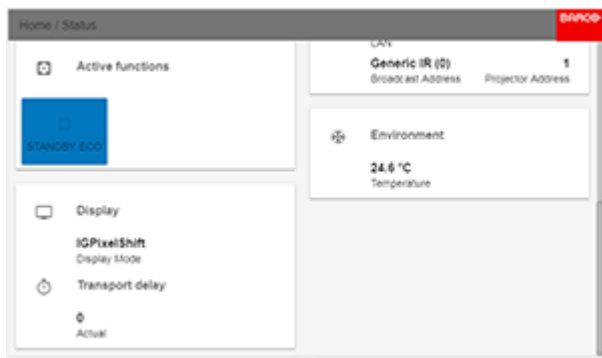 Home / Status
BARCO
Active functions
STANDBY ECO
Display
IGPixelShift
Display Mode
Transport delay
0
Actual
LAN
Generic IR (0) 1
Broadcast Address Projector Address
Environment
24.6 °C
Temperature